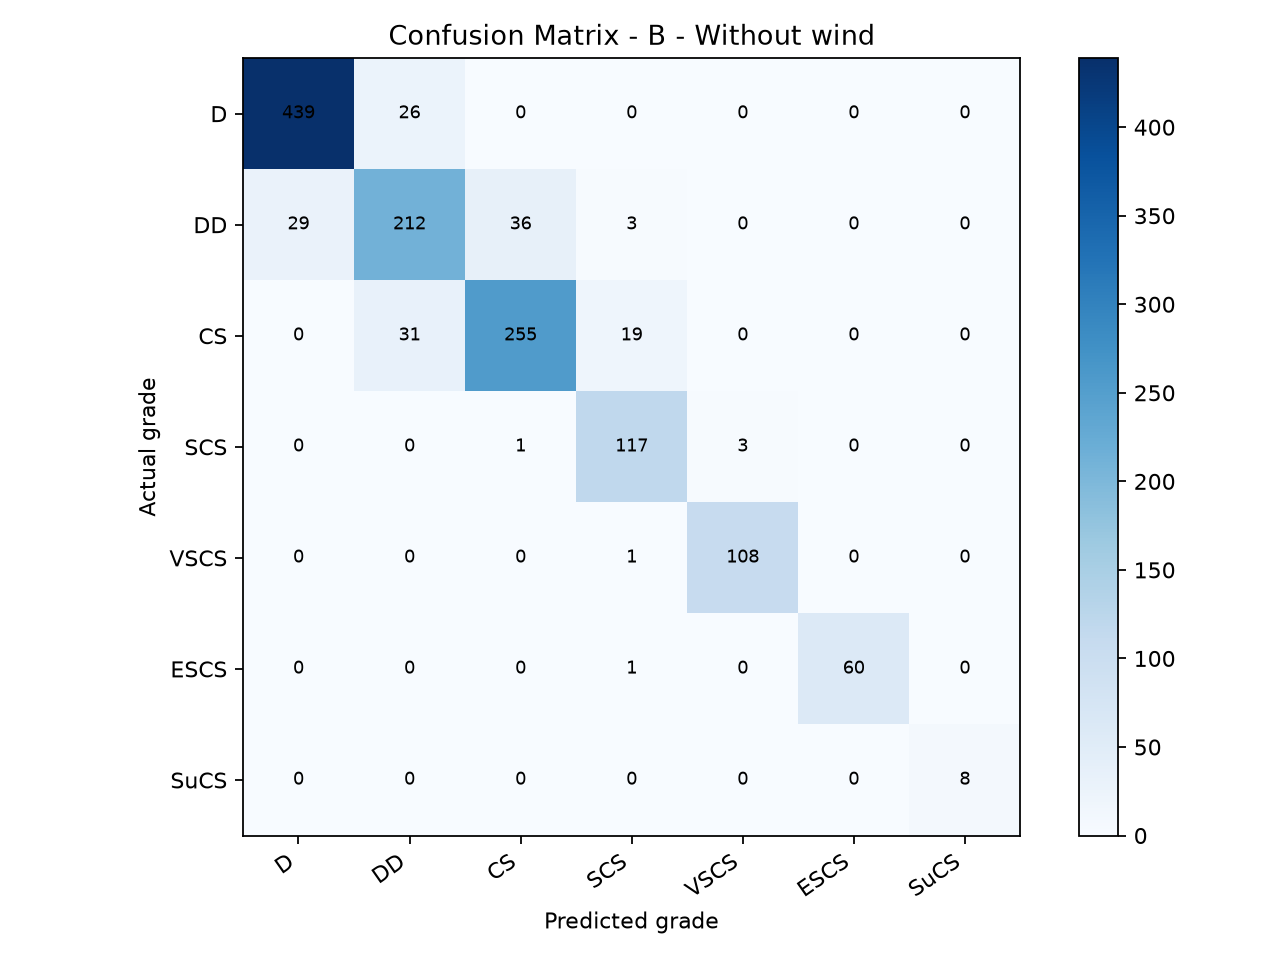 Confusion Matrix - B - Without wind
D 439 26 0 0 0 0 0
DD 29 212 36 3 0 0 0
CS 0 31 255 19 0 0 0
SCS 0 0 1 117 3 0 0
VSCS 0 0 0 1 108 0 0
ESCS 0 0 0 1 0 60 0
SuCS 0 0 0 0 0 0 8
D DD CS SCS VSCS ESCS SuCS
Predicted grade
Actual grade
400
350
300
250
200
150
100
50
0